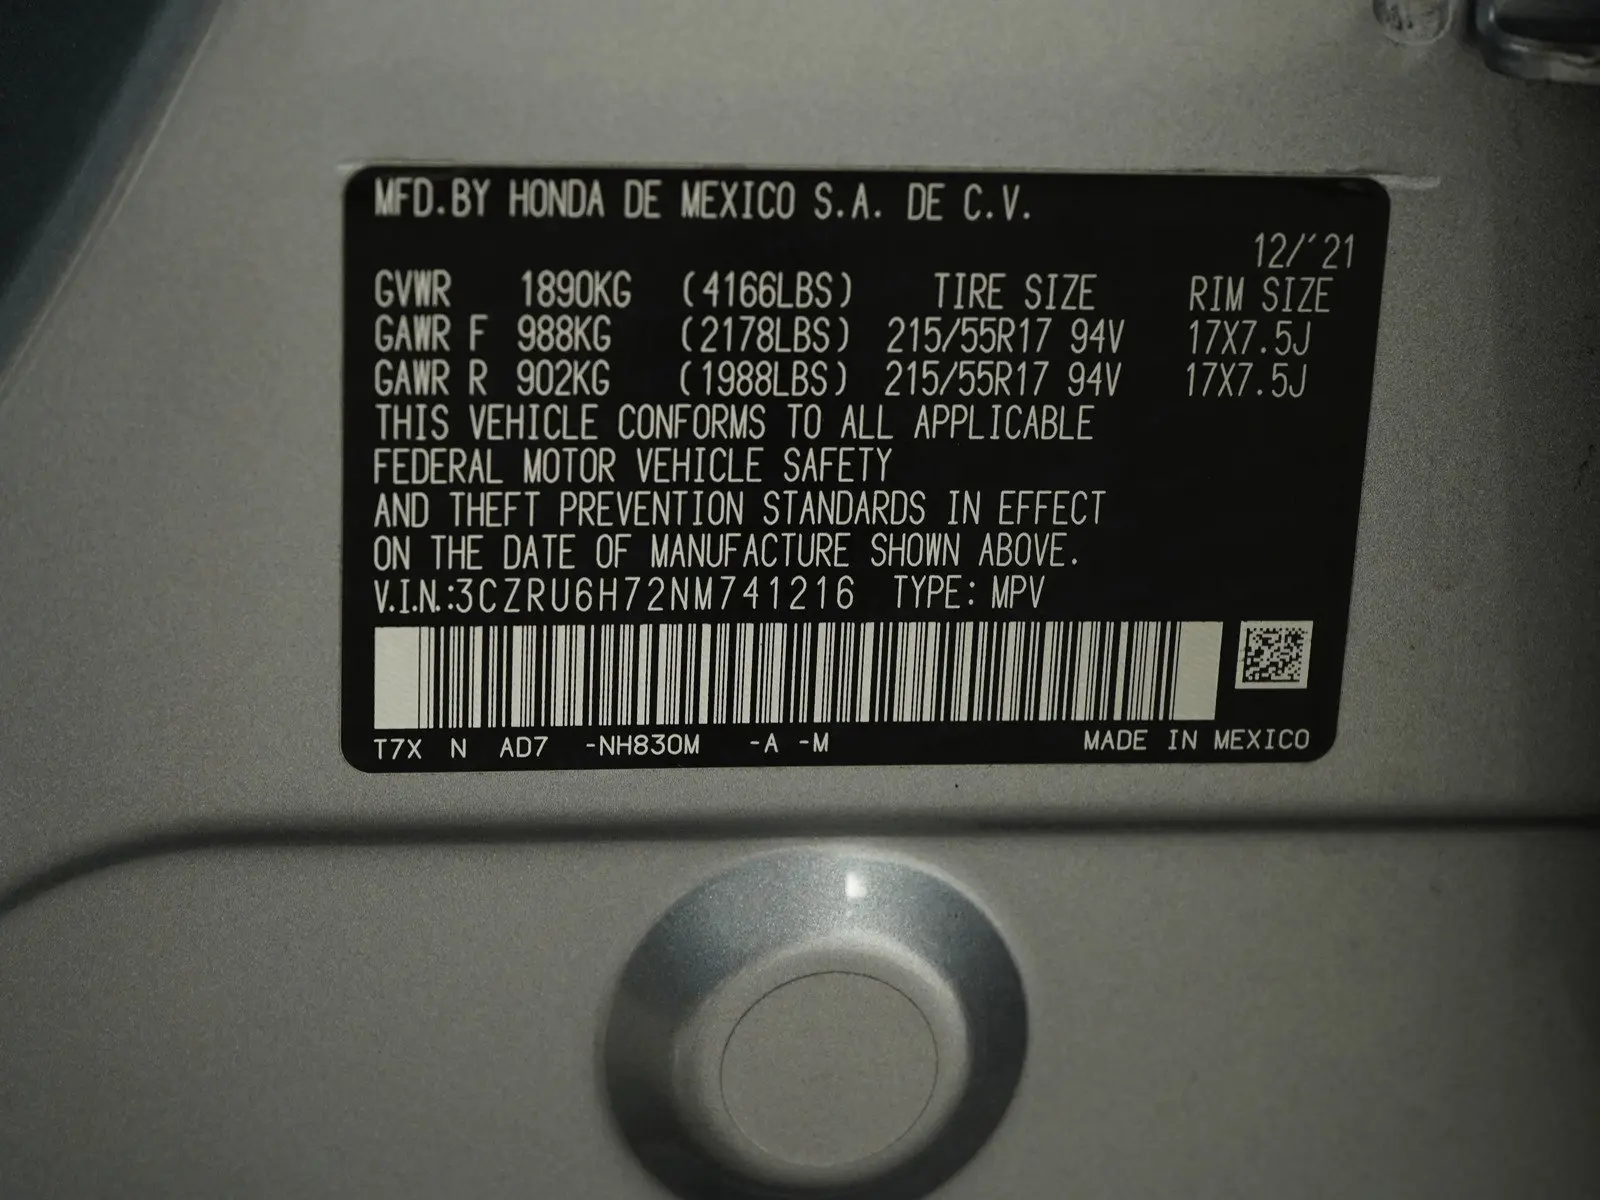 MFD.BY HONDA DE MEXICO S.A. DE C.V.
12/'21
GVWR 1890KG (4166LBS) TIRE SIZE RIM SIZE
GAWR F 988KG (2178LBS) 215/55R17 94V 17X7.5J
GAWR R 902KG (1988LBS) 215/55R17 94V 17X7.5J
THIS VEHICLE CONFORMS TO ALL APPLICABLE
FEDERAL MOTOR VEHICLE SAFETY
AND THEFT PREVENTION STANDARDS IN EFFECT
ON THE DATE OF MANUFACTURE SHOWN ABOVE.
V.I.N.:3CZRU6H72NM741216 TYPE: MPV
T7X N AD7 -NH830M -A -M MADE IN MEXICO